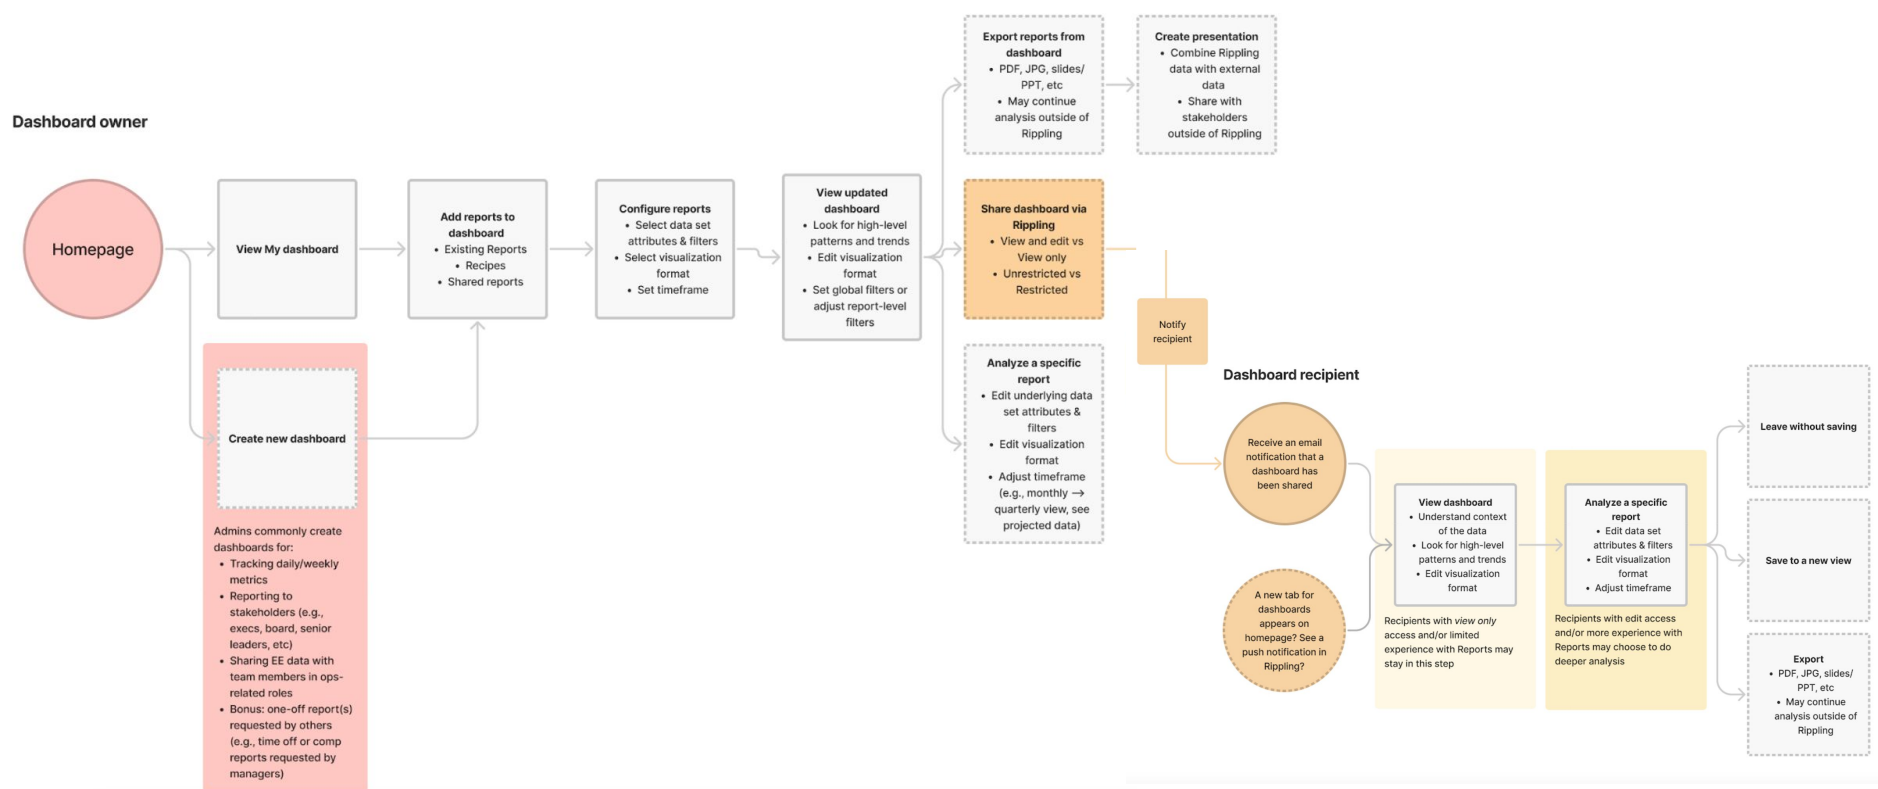 Dashboard owner
Homepage
View My dashboard
Create new dashboard
Admins commonly create
dashboards for:
• Tracking daily/weekly
metrics
• Reporting to
stakeholders (e.g.,
execs, board, senior
leaders, etc)
• Sharing EE data with
team members in ops-
related roles
• Bonus: one-off report(s)
requested by others
(e.g., time off or comp
reports requested by
managers)
Add reports to
dashboard
• Existing Reports
• Recipes
• Shared reports
Configure reports
• Select data set
attributes & filters
• Select visualization
format
• Set timeframe
View updated
dashboard
• Look for high-level
patterns and trends
• Edit visualization
format
• Set global filters or
adjust report-level
filters
Export reports from
dashboard
• PDF, JPG, slides/
PPT, etc
• May continue
analysis outside of
Rippling
Create presentation
• Combine Rippling
data with external
data
• Share with
stakeholders
outside of Rippling
Share dashboard via
Rippling
• View and edit vs
View only
• Unrestricted vs
Restricted
Analyze a specific
report
• Edit underlying data
set attributes &
filters
• Edit visualization
format
• Adjust timeframe
(e.g., monthly →
quarterly view, see
projected data)
Notify
recipient
Dashboard recipient
Receive an email
notification that a
dashboard has
been shared
A new tab for
dashboards
appears on
homepage? See a
push notification in
Rippling?
View dashboard
• Understand context
of the data
• Look for high-level
patterns and trends
• Edit visualization
format
Recipients with view only
access and/or limited
experience with Reports may
stay in this step
Analyze a specific
report
• Edit data set
attributes & filters
• Edit visualization
format
• Adjust timeframe
Recipients with edit access
and/or more experience with
Reports may choose to do
deeper analysis
Leave without saving
Save to a new view
Export
• PDF, JPG, slides/
PPT, etc
• May continue
analysis outside of
Rippling